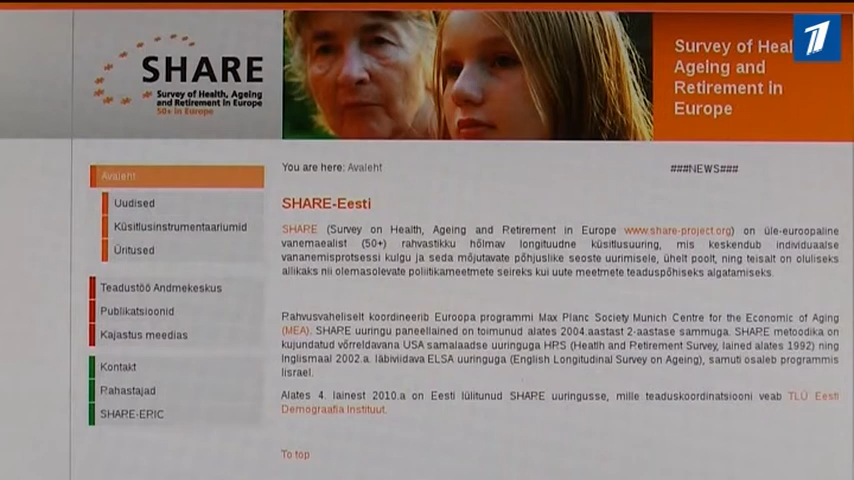 SHARE
Survey of Health, Ageing
and Retirement in Europe
50+ in Europe
Survey of Heal
Ageing and
Retirement in
Europe
1
You are here: Avaleht
###NEWS###
Avaleht
Uudised
Küsitlusinstrumentaariumid
Üritused
Teadustöö Andmekeskus
Publikatsioonid
Kajastus meedias
Kontakt
Rahastajad
SHARE-ERIC
SHARE-Eesti
SHARE (Survey on Health, Ageing and Retirement in Europe www.share-project.org) on üle-euroopaline
vanemaealist (50+) rahvastikku hõlmav longituudne küsitlusuuring, mis keskendub individuaalse
vananemisprotsessi kulgu ja seda mõjutavate põhjuslike seoste uurimisele, ühelt poolt, ning teisalt on oluliseks
allikaks nii olemasolevate poliitikameetmete seireks kui uute meetmete teaduspõhiseks algatamiseks.
Rahvusvaheliselt koordineerib Euroopa programmi Max Planc Society Munich Centre for the Economic of Aging
(MEA). SHARE uuringu paneellained on toimunud alates 2004.aastast 2-aastase sammuga. SHARE metoodika on
kujundatud võrreldavana USA samalaadse uuringuga HRS (Health and Retirement Survey, lained alates 1992) ning
Inglismaal 2002.a. läbiviidava ELSA uuringuga (English Longitudinal Survey on Ageing), samuti osaleb programmis
Iisrael.
Alates 4. lainest 2010.a on Eesti lülitunud SHARE uuringusse, mille teaduskoordinatsiooni veab TLÜ Eesti
Demograafia Instituut.
To top